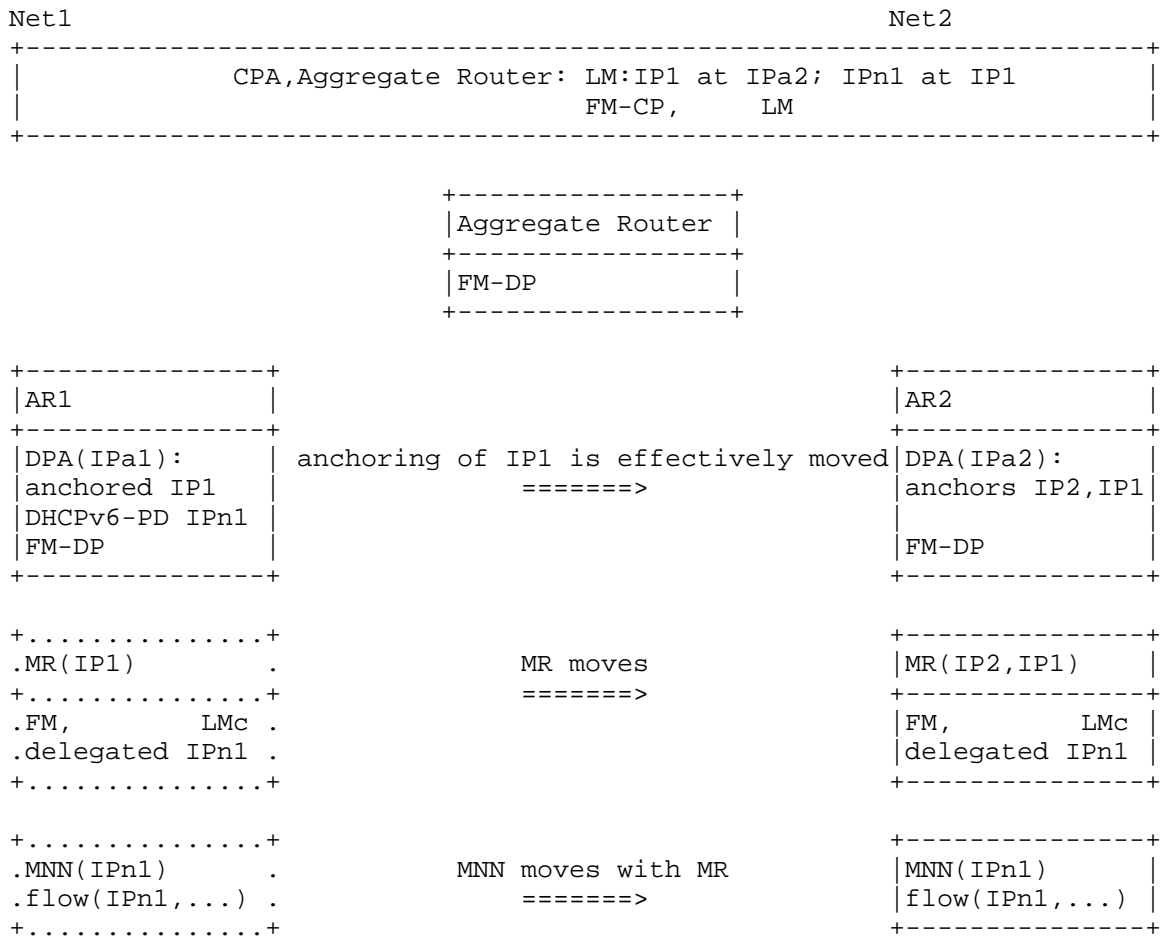 Net1 Net2
CPA,Aggregate Router: LM:IP1 at IPa2; IPn1 at IP1
FM-CP, LM
Aggregate Router
FM-DP
AR1 AR2
DPA(IPa1): anchoring of IP1 is effectively moved DPA(IPa2):
anchored IP1 =======> anchors IP2,IP1
DHCPv6-PD IPn1
FM-DP FM-DP
.MR(IP1) . MR moves MR(IP2,IP1)
=======>
.FM, LMc . FM, LMc
.delegated IPn1 . delegated IPn1
.MNN(IPn1) . MNN moves with MR MNN(IPn1)
.flow(IPn1,...) . =======> flow(IPn1,...)